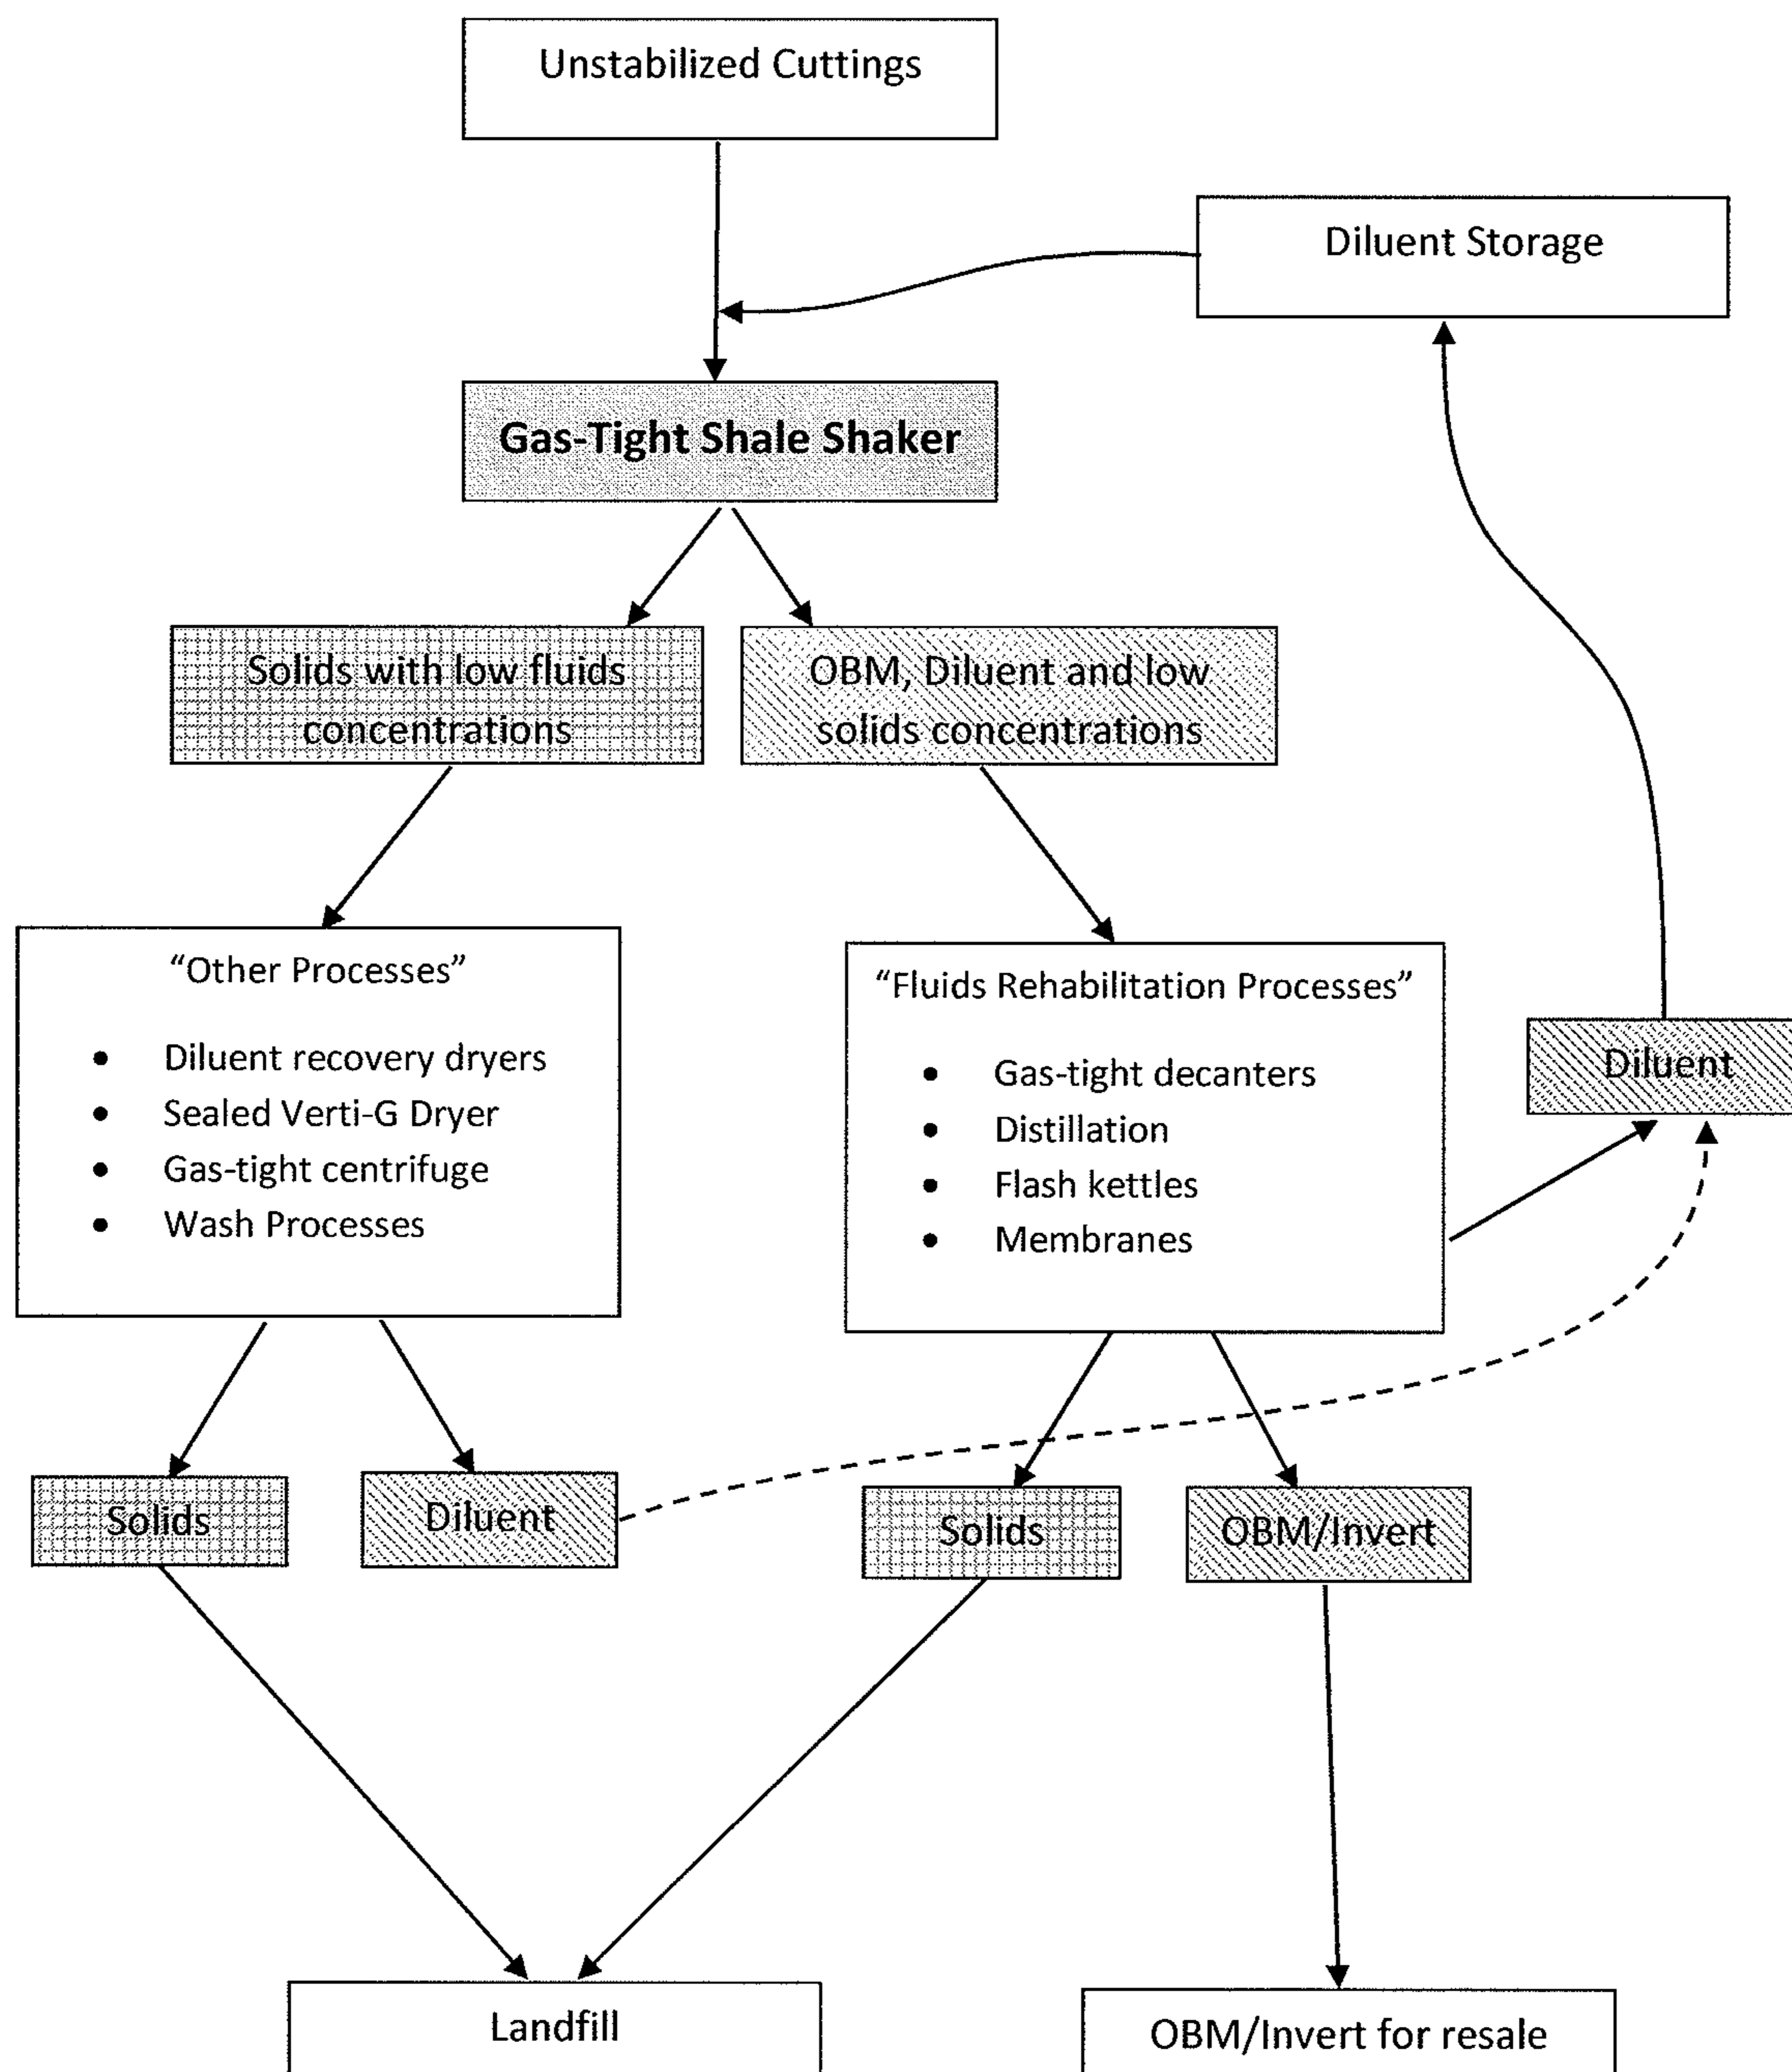 Unstabilized Cuttings
Diluent Storage
Gas-Tight Shale Shaker
Solids with low fluids
concentrations
OBM, Diluent and low
solids concentrations
“Other Processes”
• Diluent recovery dryers
• Sealed Verti-G Dryer
• Gas-tight centrifuge
• Wash Processes
“Fluids Rehabilitation Processes”
• Gas-tight decanters
• Distillation
• Flash kettles
• Membranes
Diluent
Solids
Diluent
Solids
OBM/Invert
Landfill
OBM/Invert for resale